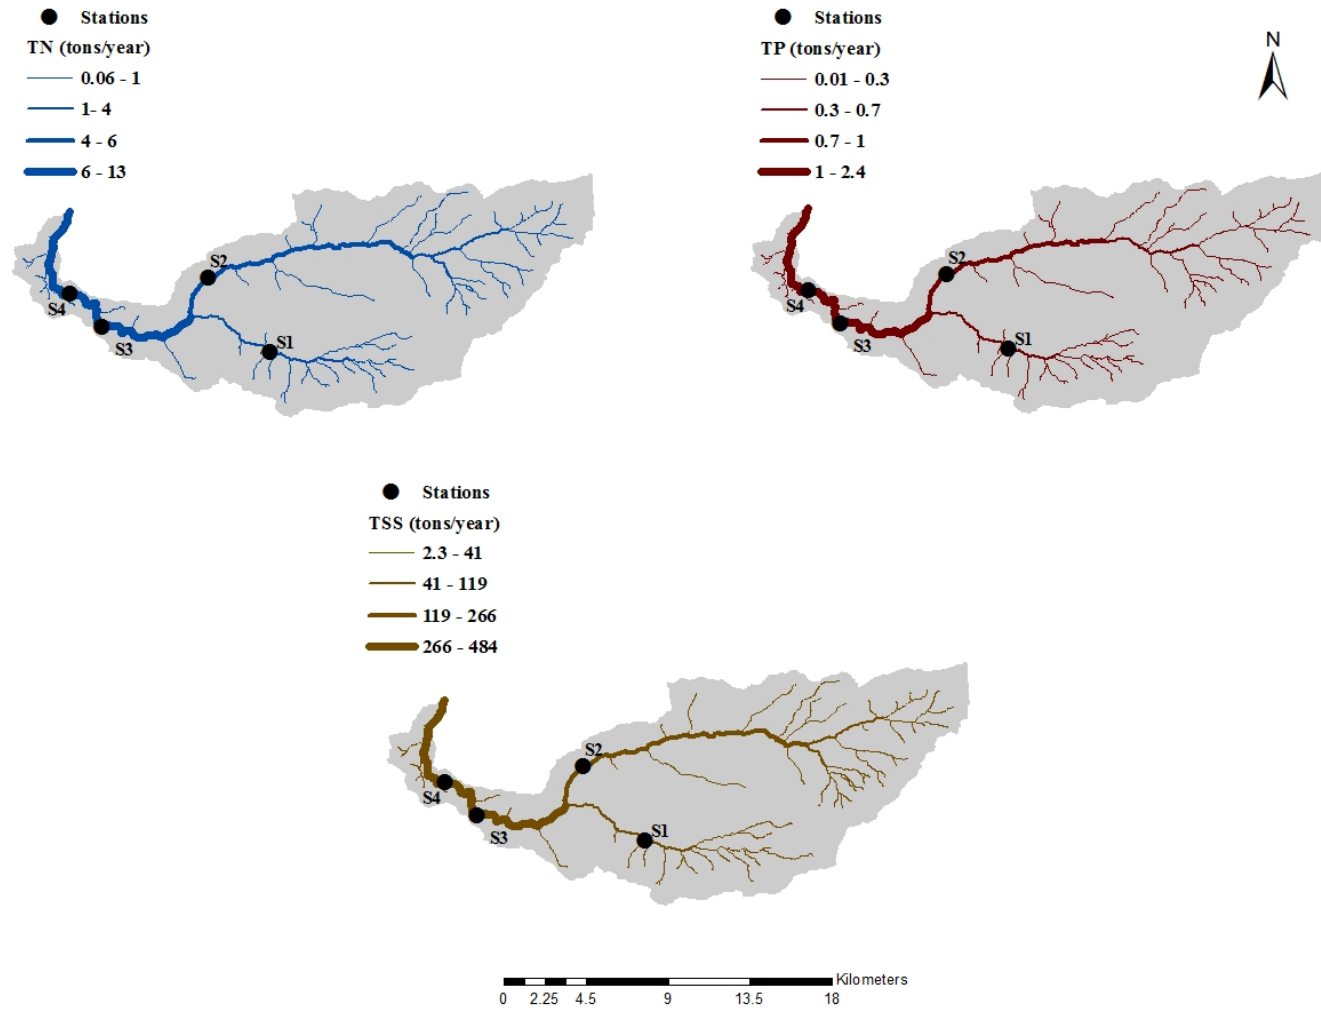 Stations
TN (tons/year)
0.06 - 1
1- 4
4 - 6
6 - 13
S2
S4
S3
S1
Stations
TP (tons/year)
0.01 - 0.3
0.3 - 0.7
0.7 - 1
1 - 2.4
N
S2
S4
S3
S1
Stations
TSS (tons/year)
2.3 - 41
41 - 119
119 - 266
266 - 484
S2
S4
S3
S1
Kilometers
0 2.25 4.5 9 13.5 18